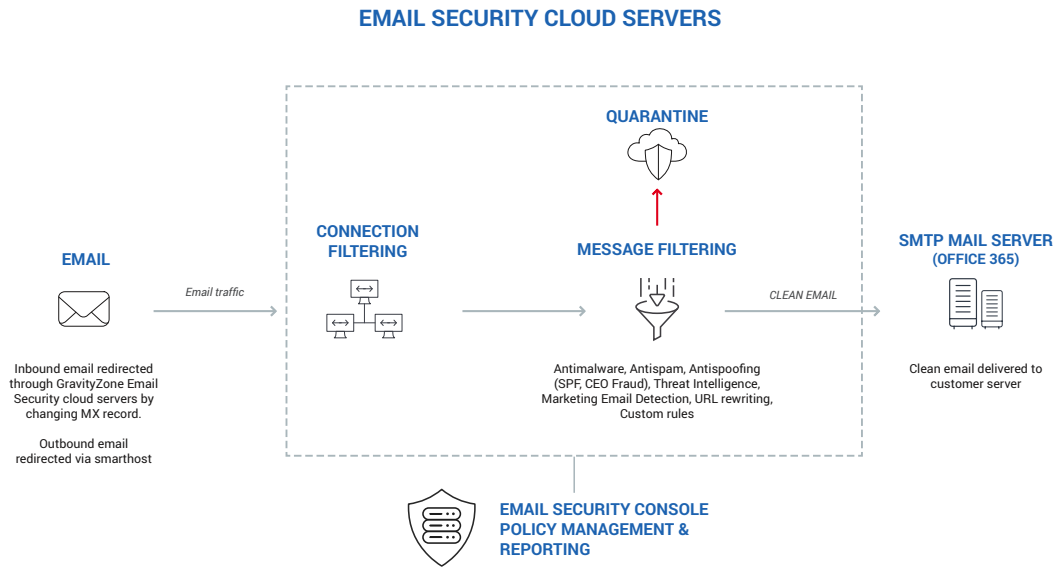 EMAIL SECURITY CLOUD SERVERS
QUARANTINE
CONNECTION
FILTERING
MESSAGE FILTERING
SMTP MAIL SERVER
(OFFICE 365)
EMAIL
Email traffic
CLEAN EMAIL
Inbound email redirected
through GravityZone Email
Security cloud servers by
changing MX record.
Outbound email
redirected via smarthost
Antimalware, Antispam, Antispoofing
(SPF, CEO Fraud), Threat Intelligence,
Marketing Email Detection, URL rewriting,
Custom rules
Clean email delivered to
customer server
EMAIL SECURITY CONSOLE
POLICY MANAGEMENT &
REPORTING